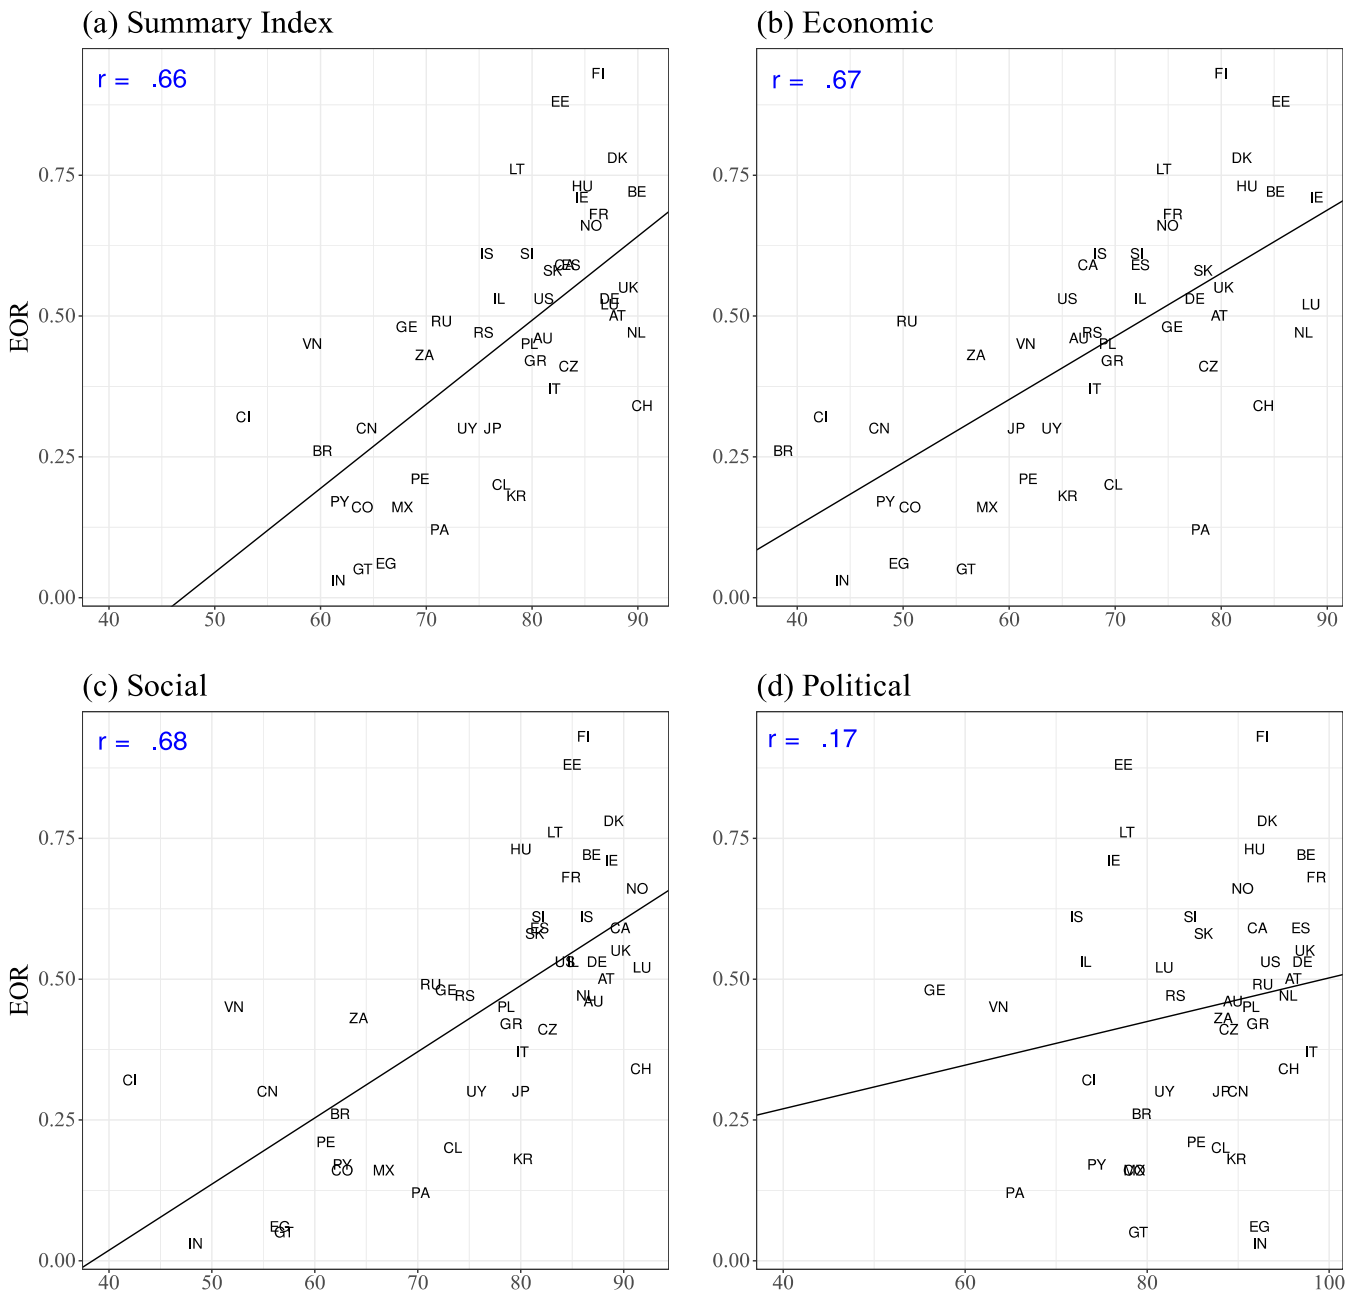 (a) Summary Index
r = .66
FI
EE
DK
LT
HU
BE
IE
FR
NO
IS
SI
CA
ES
SK
UK
IL
US
DE
LU
AT
RU
GE
RS
NL
VN
AU
PL
ZA
GR
CZ
IT
CH
CI
CN
UY
JP
BR
PE
CL
KR
PY
CO
MX
PA
EG
GT
IN
EOR
0.75
0.50
0.25
0.00
40 50 60 70 80 90
(b) Economic
r = .67
FI
EE
DK
LT
HU
BE
IE
FR
NO
IS
SI
CA
ES
SK
UK
US
IL
DE
LU
AT
RU
GE
RS
NL
AU
VN
PL
ZA
GR
CZ
IT
CH
CI
CN
JP
UY
BR
PE
CL
KR
PY
CO
MX
PA
EG
GT
IN
40 50 60 70 80 90
(c) Social
r = .68
FI
EE
DK
LT
HU
BE
IE
FR
NO
SI
IS
ES
SK
CA
UK
US
IL
DE
LU
AT
RU
GE
RS
NL
AU
VN
PL
ZA
GR
CZ
IT
CH
CI
CN
UY
JP
BR
PE
CL
KR
PY
CO
MX
PA
EG
GT
IN
EOR
0.75
0.50
0.25
0.00
40 50 60 70 80 90
(d) Political
r = .17
FI
EE
DK
LT
HU
BE
IE
FR
NO
IS
SI
SK
CA
ES
UK
IL
LU
US
DE
AT
GE
RU
RS
NL
VN
AU
PL
ZA
GR
CZ
IT
CH
CI
UY
JP
CN
BR
PE
CL
KR
PY
CO
MX
PA
GT
EG
IN
0.75
0.50
0.25
0.00
40 60 80 100